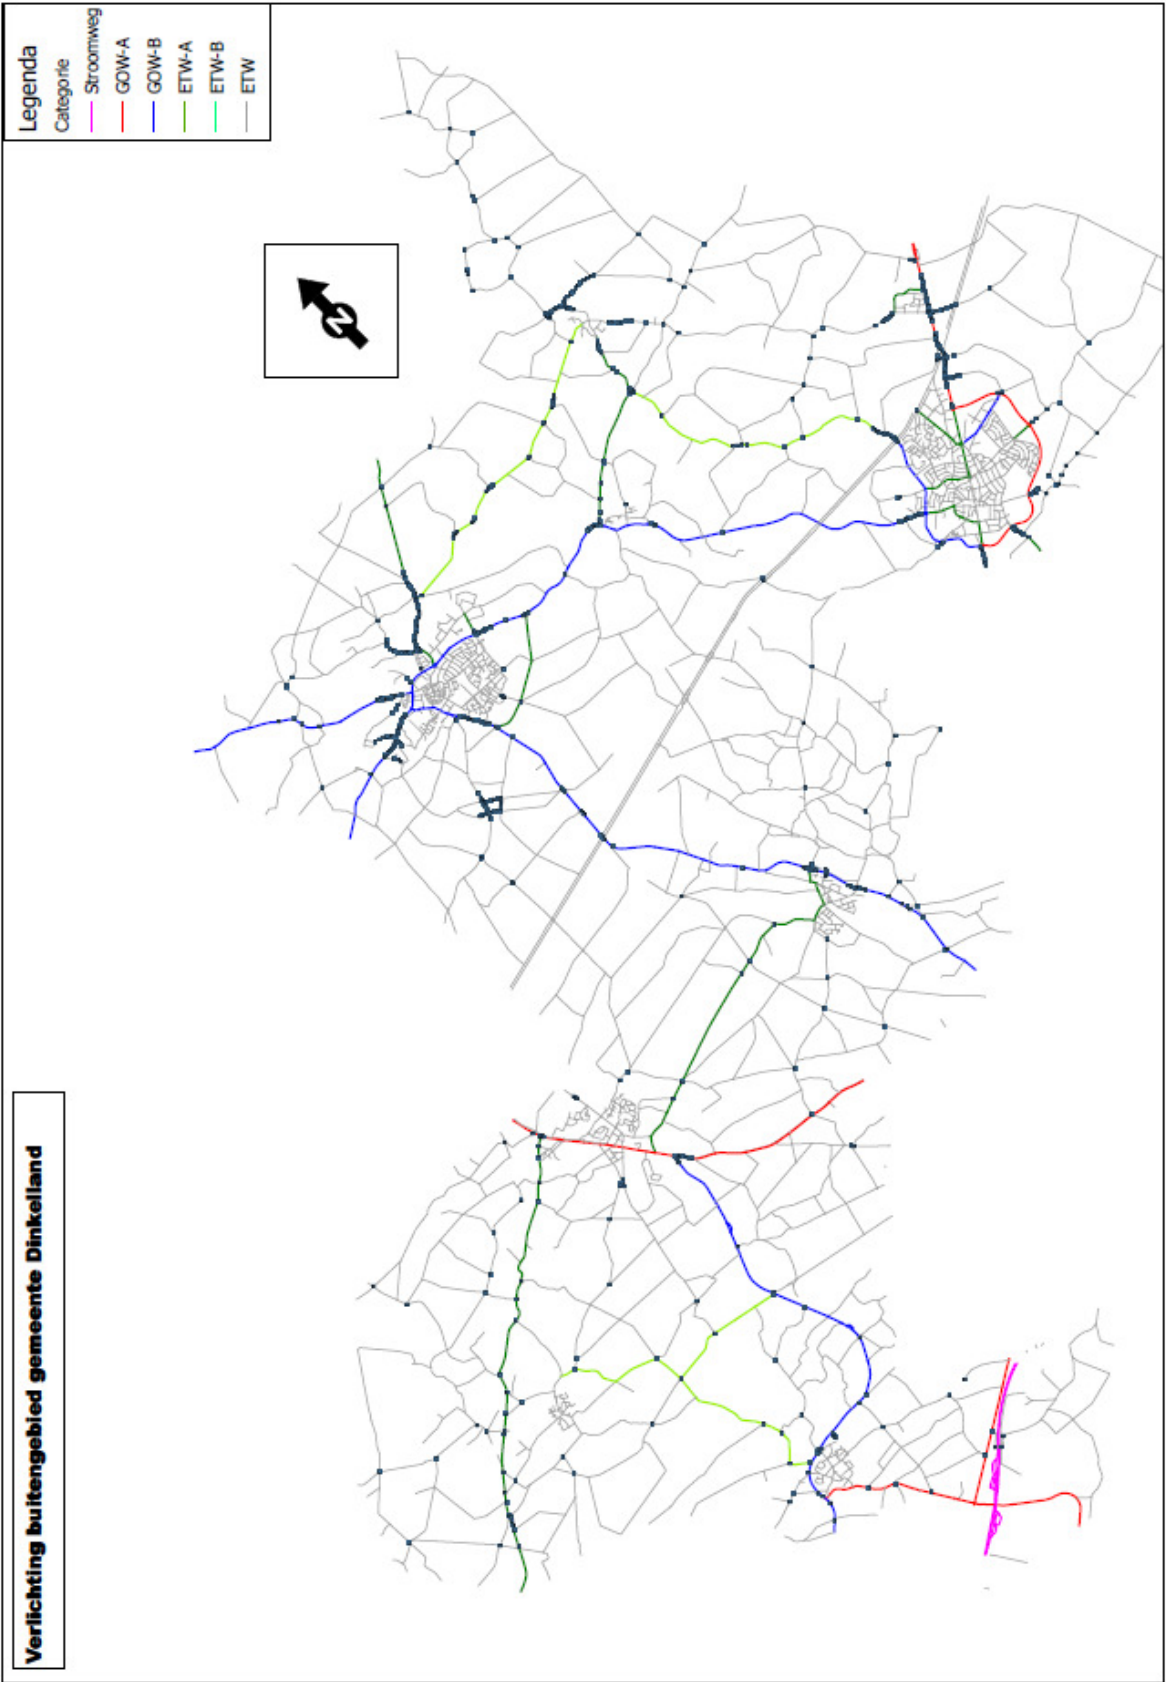 Verlichting buitengebied gemeente Dinkelland
Legenda
Categorie
Stroomweg
GOW-A
GOW-B
ETW-A
ETW-B
ETW
N